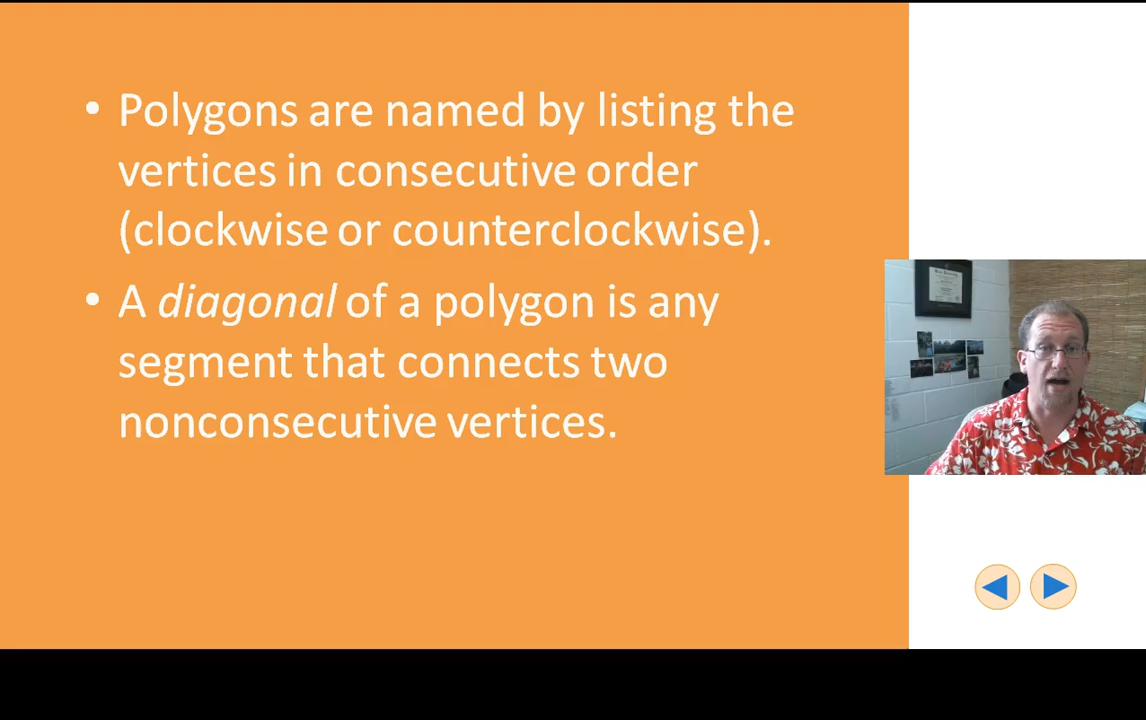 • Polygons are named by listing the
vertices in consecutive order
(clockwise or counterclockwise).
• A diagonal of a polygon is any
segment that connects two
nonconsecutive vertices.